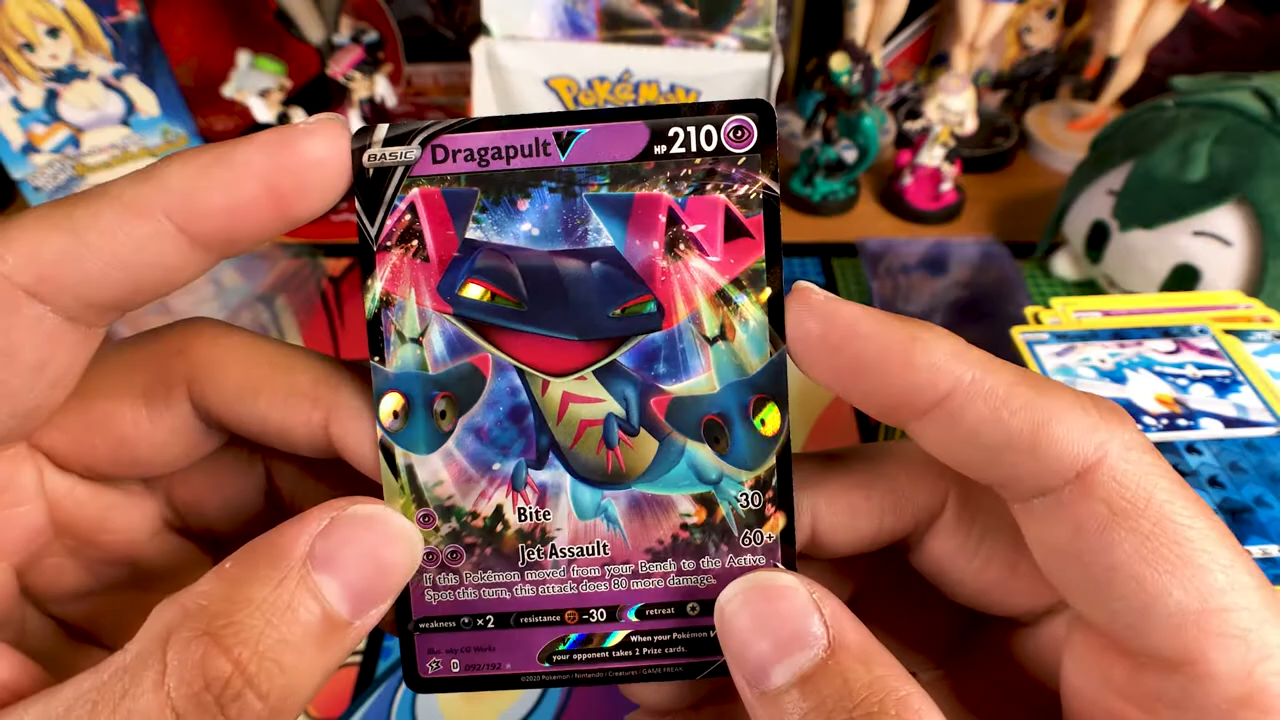 Pokémon
BASIC
Dragapult V
HP 210
Bite
30
Jet Assault
60+
If this Pokémon moved from your Bench to the Active
Spot this turn, this attack does 80 more damage.
weakness ×2 resistance -30 retreat
When your Pokémon V
your opponent takes 2 Prize cards.
Illus. aky CG Works
D 092/192 ★
©2020 Pokémon / Nintendo / Creatures / GAME FREAK